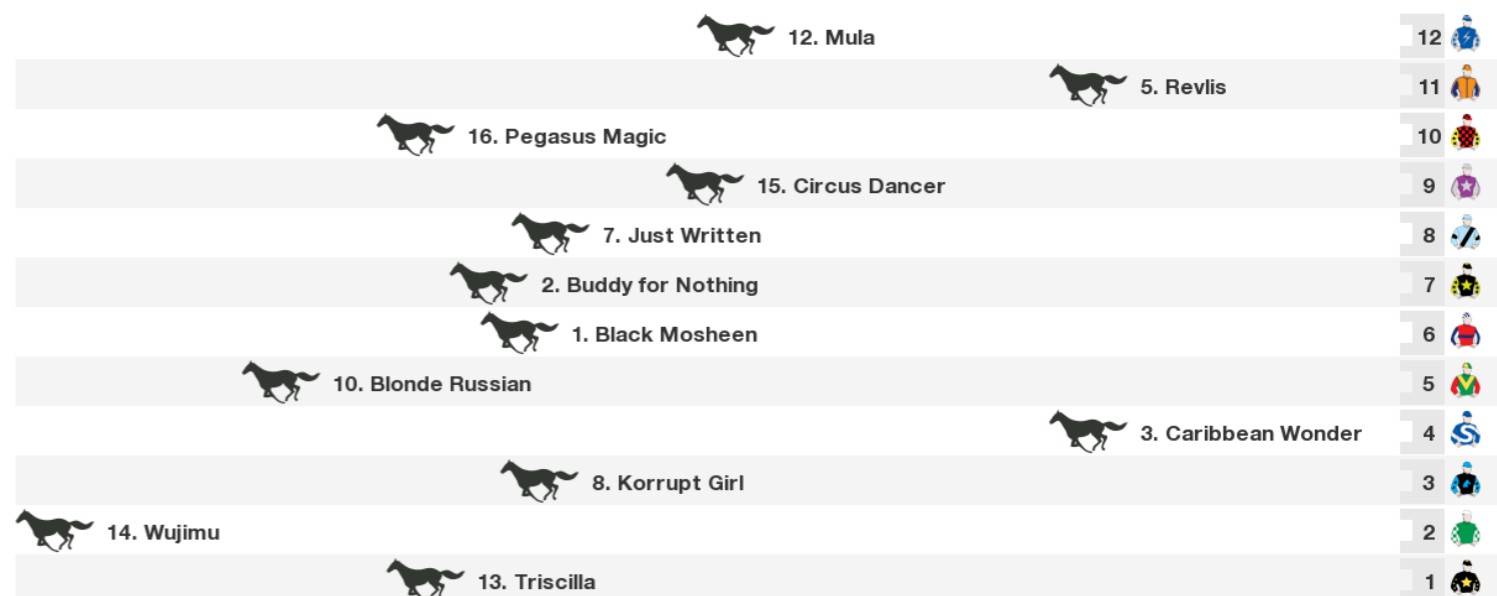 12. Mula 12
5. Revlis 11
16. Pegasus Magic 10
15. Circus Dancer 9
7. Just Written 8
2. Buddy for Nothing 7
1. Black Mosheen 6
10. Blonde Russian 5
3. Caribbean Wonder 4
8. Korrupt Girl 3
14. Wujimu 2
13. Triscilla 1